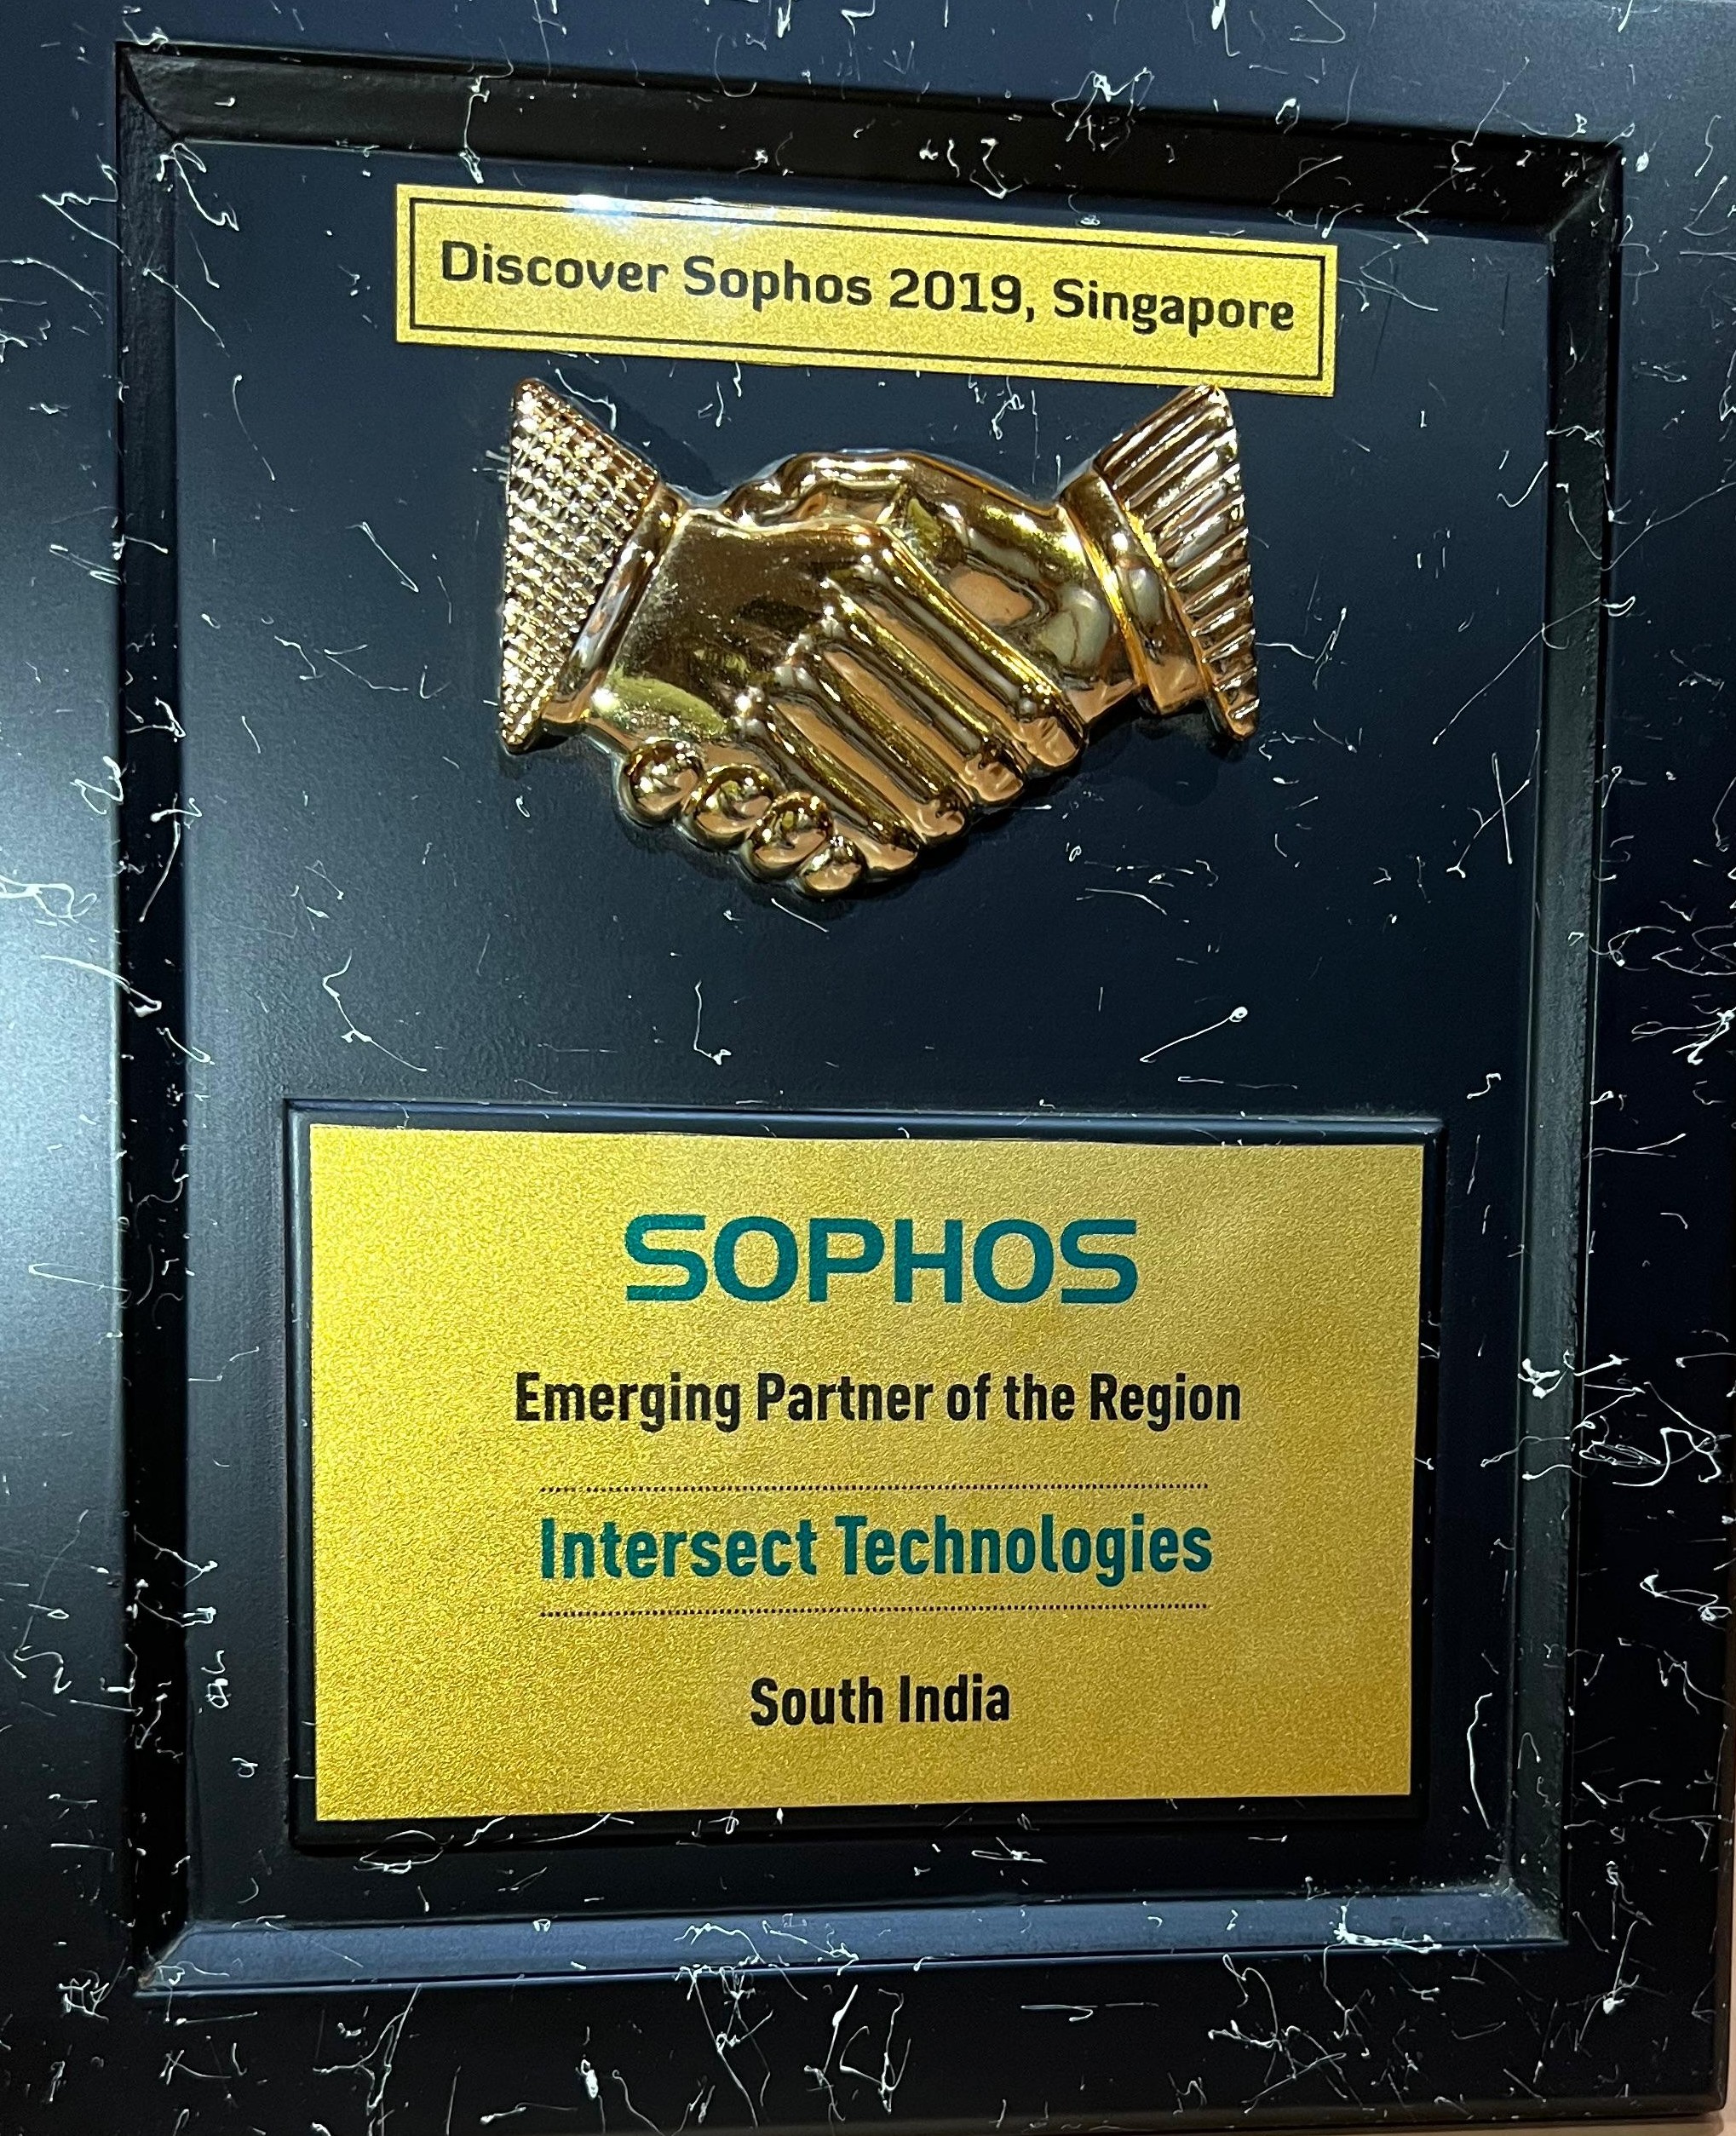 Discover Sophos 2019, Singapore
SOPHOS
Emerging Partner of the Region
Intersect Technologies
South India